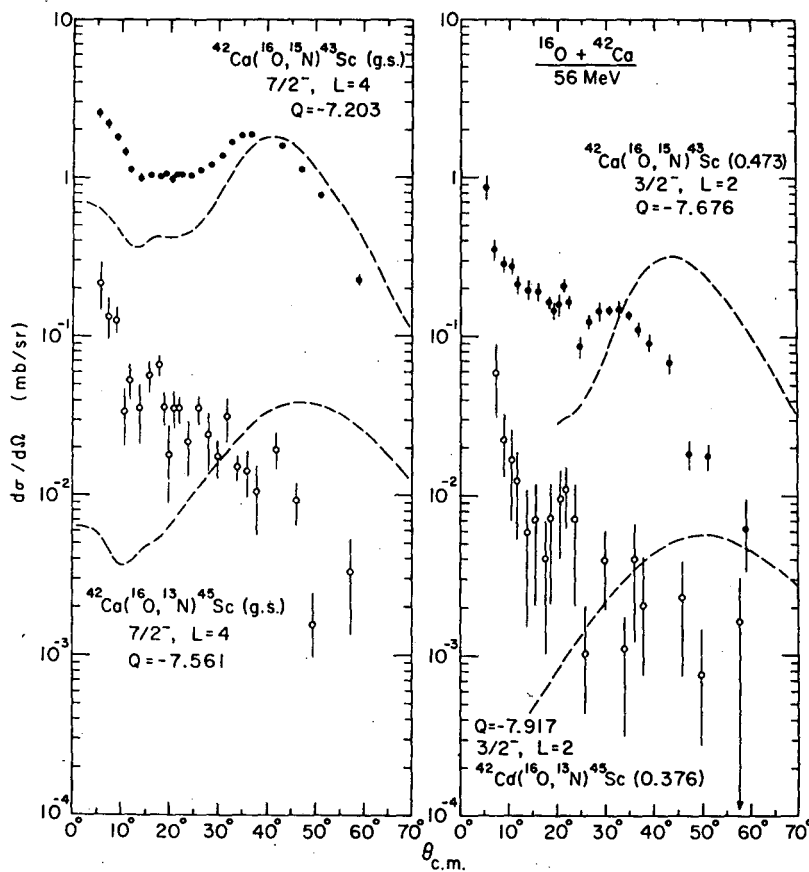 ⁴²Ca(¹⁶O,¹⁵N)⁴³Sc (g.s.)
7/2⁻, L=4
Q=-7.203
⁴²Ca(¹⁶O,¹³N)⁴⁵Sc (g.s.)
7/2⁻, L=4
Q=-7.561
¹⁶O + ⁴²Ca
56 MeV
⁴²Ca(¹⁶O,¹⁵N)⁴³Sc (0.473)
3/2⁻, L=2
Q=-7.676
Q=-7.917
3/2⁻, L=2
⁴²Ca(¹⁶O,¹³N)⁴⁵Sc (0.376)
dσ/dΩ (mb/sr)
10
1
10⁻¹
10⁻²
10⁻³
10⁻⁴
10
1
10⁻¹
10⁻²
10⁻³
10⁻⁴
0° 10° 20° 30° 40° 50° 60° 70°
0° 10° 20° 30° 40° 50° 60° 70°
θc.m.